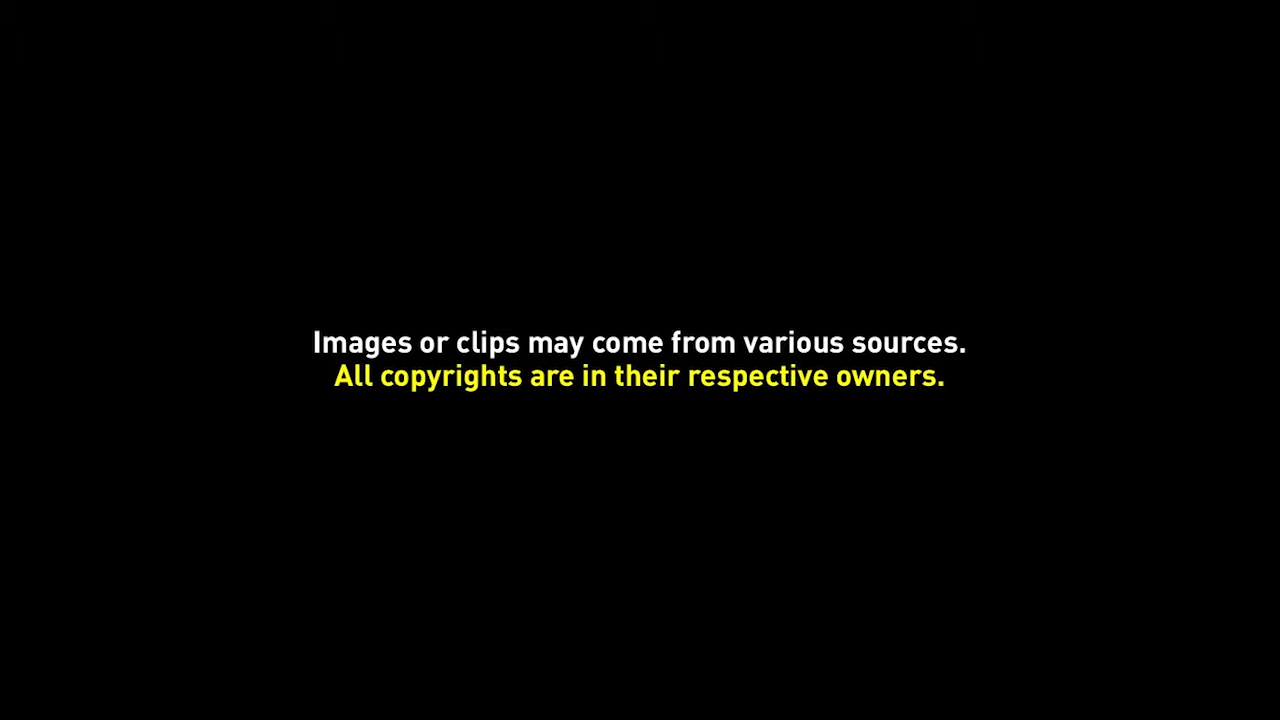 Images or clips may come from various sources.
All copyrights are in their respective owners.